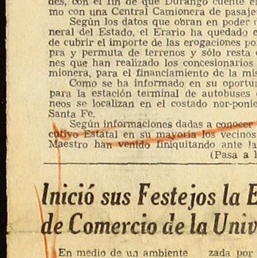 des, con el fin de que Durango cuente
mo con una Central Camionera de pasaje
Según los datos que obran en poder
neral del Estado, el Erario ha quedado e
de cubrir el importe de las erogaciones po
pra y permuta de terrenos y sólo resta
nes que han realizado los concesionarios
mionera, para el financiamiento de la mis
Como se ha informado en su oportun
para la estación terminal de autobuses
neos se localizan en el costado nor-ponie
Santa Fe.
Según informaciones dadas a conocer
cutivo Estatal en su mayoría los vecinos
Maestro han venido finiquitando ante la
(Pasa a l
Inició sus Festejos la E
de Comercio de la Univ
En medio de un ambiente zada por